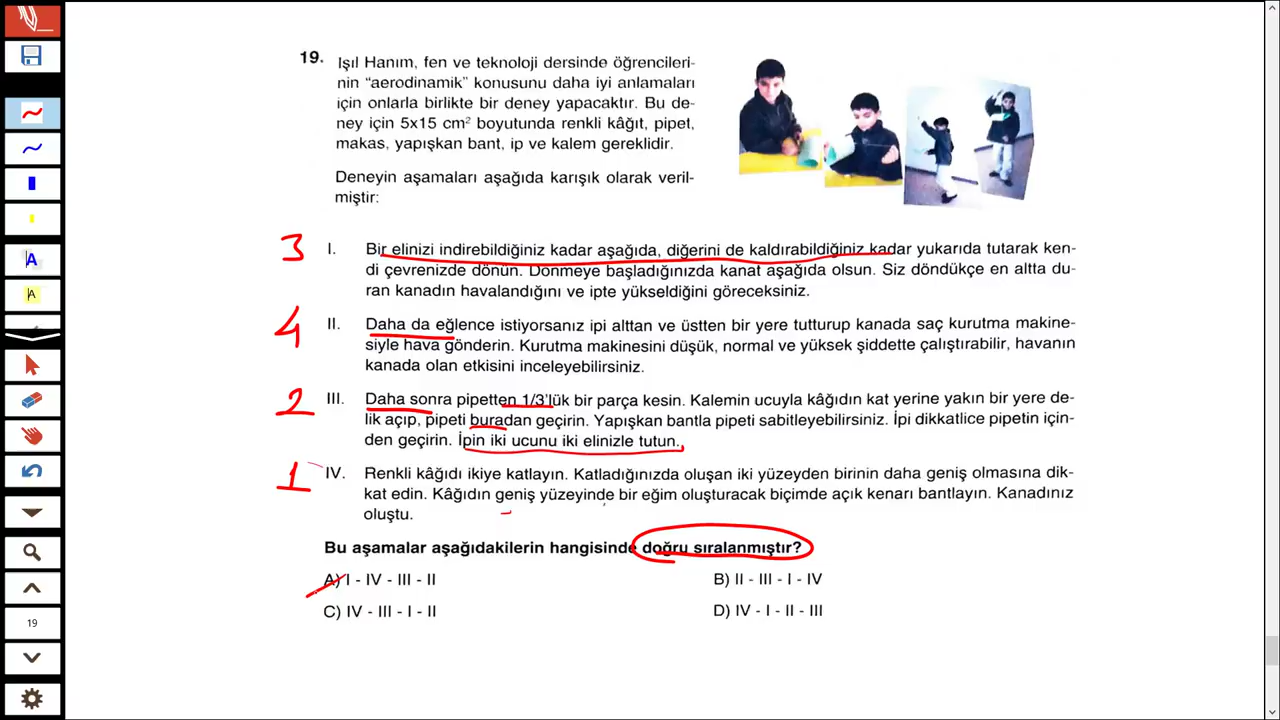 19.
Işıl Hanım, fen ve teknoloji dersinde öğrencileri-
nin “aerodinamik” konusunu daha iyi anlamaları
için onlarla birlikte bir deney yapacaktır. Bu de-
ney için 5x15 cm² boyutunda renkli kâğıt, pipet,
makas, yapışkan bant, ip ve kalem gereklidir.
Deneyin aşamaları aşağıda karışık olarak veril-
miştir:
3 I. Bir elinizi indirebildiğiniz kadar aşağıda, diğerini de kaldırabildiğiniz kadar yukarıda tutarak ken-
di çevrenizde dönün. Dönmeye başladığınızda kanat aşağıda olsun. Siz döndükçe en altta du-
ran kanadın havalandığını ve ipte yükseldiğini göreceksiniz.
4 II. Daha da eğlence istiyorsanız ipi alttan ve üstten bir yere tutturup kanada saç kurutma makine-
siyle hava gönderin. Kurutma makinesini düşük, normal ve yüksek şiddette çalıştırabilir, havanın
kanada olan etkisini inceleyebilirsiniz.
2 III. Daha sonra pipetten 1/3’lük bir parça kesin. Kalemin ucuyla kâğıdın kat yerine yakın bir yere de-
lik açıp, pipeti buradan geçirin. Yapışkan bantla pipeti sabitleyebilirsiniz. İpi dikkatlice pipetin için-
den geçirin. İpin iki ucunu iki elinizle tutun.
1 IV. Renkli kâğıdı ikiye katlayın. Katladığınızda oluşan iki yüzeyden birinin daha geniş olmasına dik-
kat edin. Kâğıdın geniş yüzeyinde bir eğim oluşturacak biçimde açık kenarı bantlayın. Kanadınız
oluştu.
Bu aşamalar aşağıdakilerin hangisinde doğru sıralanmıştır?
A) I - IV - III - II
B) II - III - I - IV
C) IV - III - I - II
D) IV - I - II - III
A
A
19